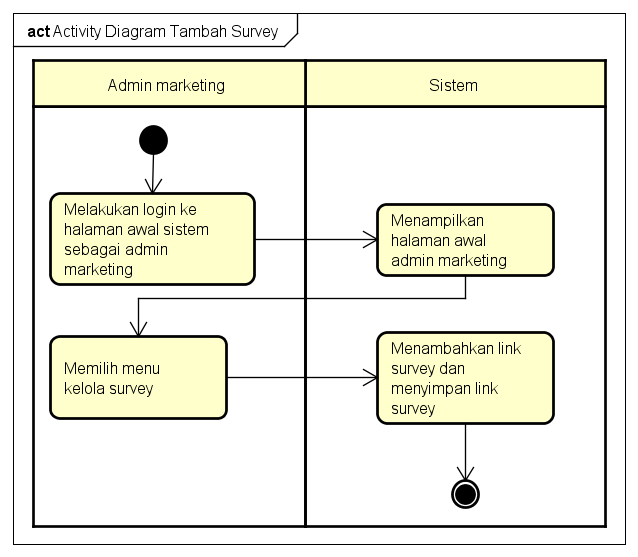 act Activity Diagram Tambah Survey
Admin marketing
Sistem
Melakukan login ke
halaman awal sistem
sebagai admin
marketing
Menampilkan
halaman awal
admin marketing
Memilih menu
kelola survey
Menambahkan link
survey dan
menyimpan link
survey